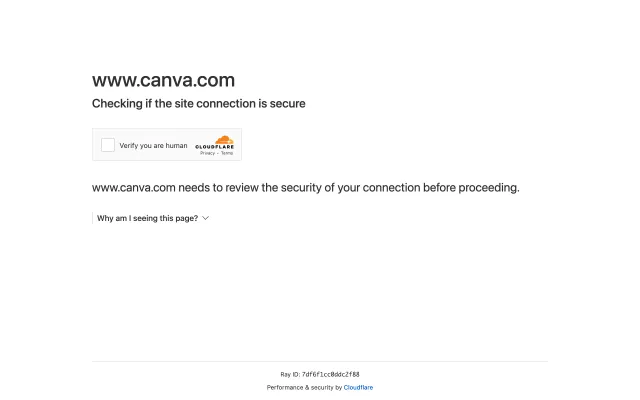 www.canva.com
Checking if the site connection is secure
Verify you are human
CLOUDFLARE
Privacy • Terms
www.canva.com needs to review the security of your connection before proceeding.
Why am I seeing this page?
Ray ID: 7df6f1cc0ddc2f88
Performance & security by Cloudflare